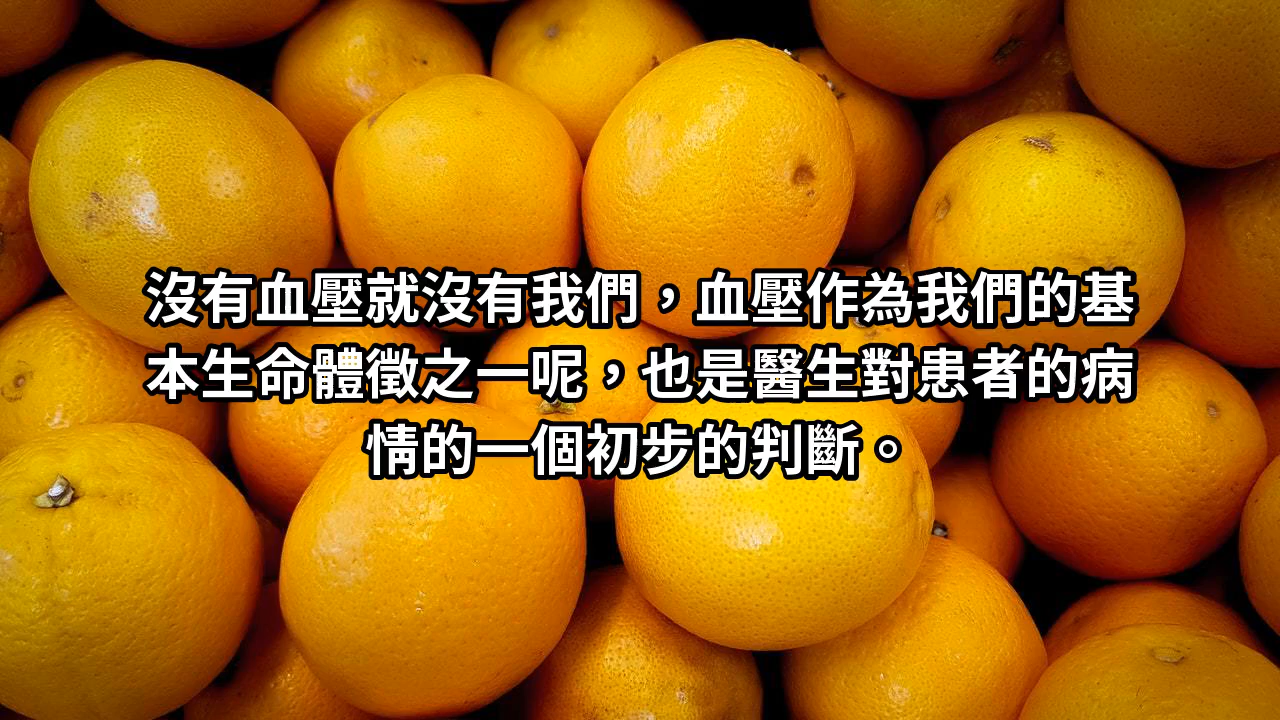 沒有血壓就沒有我們，血壓作為我們的基
本生命體徵之一呢，也是醫生對患者的病
情的一個初步的判斷。